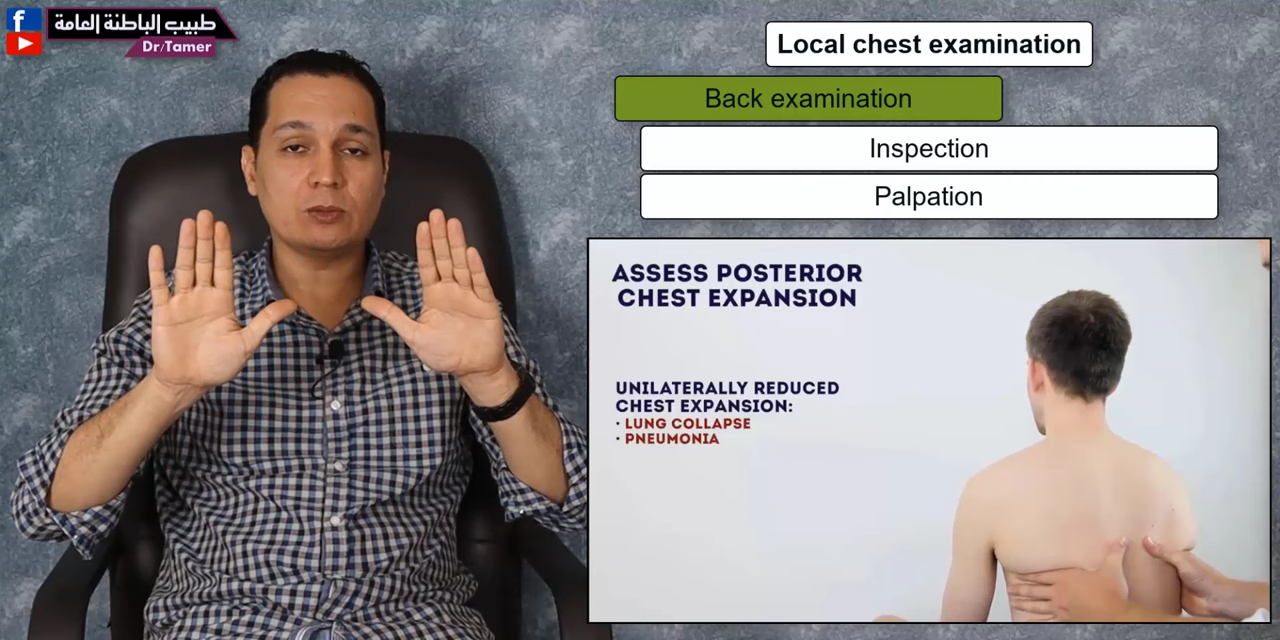 f
طبيب الباطنة العامة
Dr/Tamer
Local chest examination
Back examination
Inspection
Palpation
ASSESS POSTERIOR
CHEST EXPANSION
UNILATERALLY REDUCED
CHEST EXPANSION:
· LUNG COLLAPSE
· PNEUMONIA